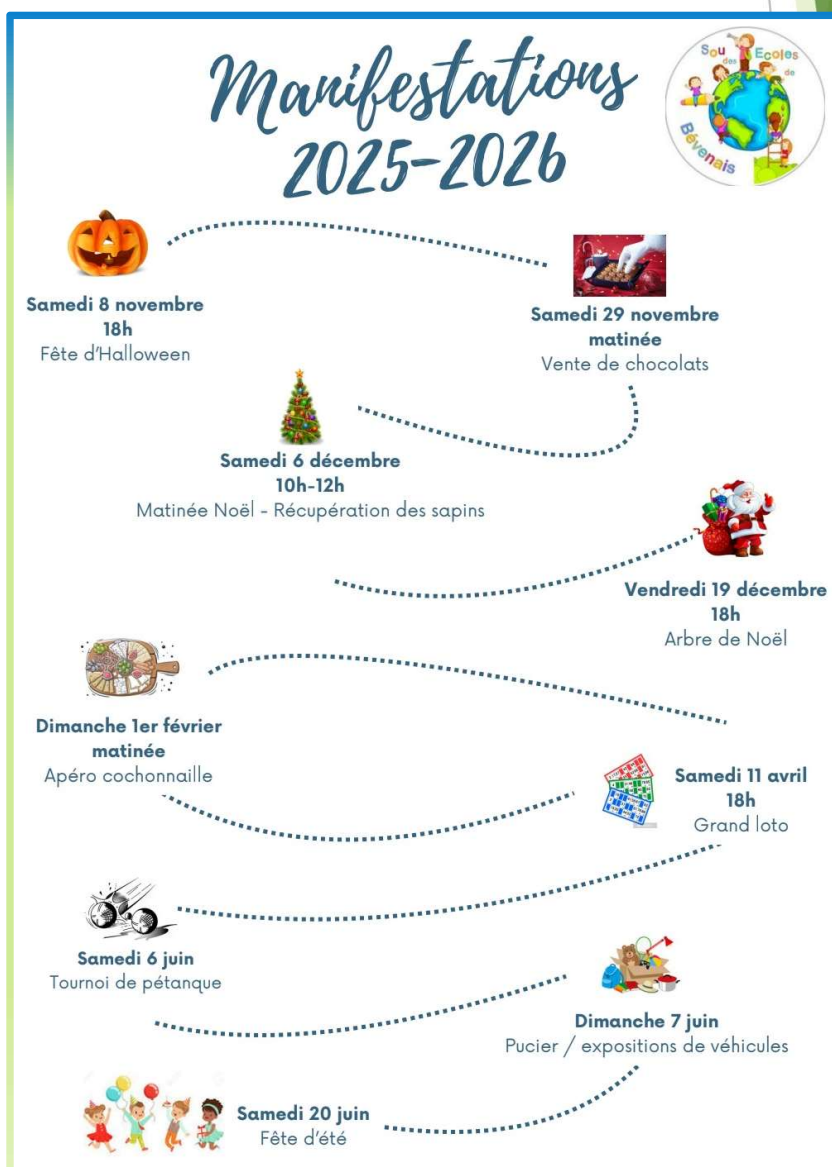 Manifestations
2025-2026
Sou des Ecoles de
Bévenais
Samedi 8 novembre
18h
Fête d'Halloween
Samedi 29 novembre
matinée
Vente de chocolats
Samedi 6 décembre
10h-12h
Matinée Noël - Récupération des sapins
Vendredi 19 décembre
18h
Arbre de Noël
Dimanche 1er février
matinée
Apéro cochonnaille
Samedi 11 avril
18h
Grand loto
Samedi 6 juin
Tournoi de pétanque
Dimanche 7 juin
Pucier / expositions de véhicules
Samedi 20 juin
Fête d'été